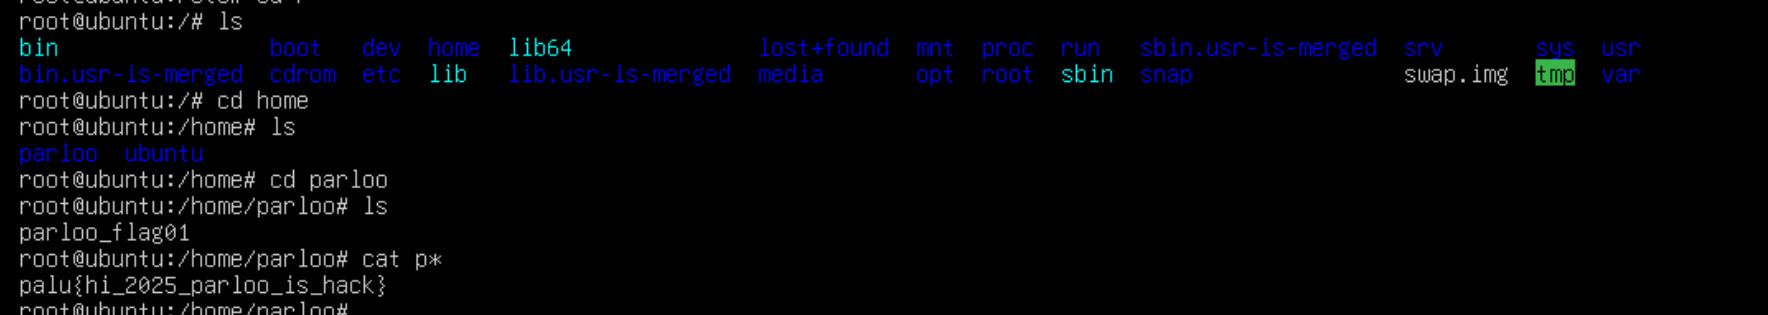 root@ubuntu:/# ls
bin boot dev home lib64 lost+found mnt proc run sbin.usr-is-merged srv sys usr
bin.usr-is-merged cdrom etc lib lib.usr-is-merged media opt root sbin snap swap.img tmp var
root@ubuntu:/# cd home
root@ubuntu:/home# ls
parloo ubuntu
root@ubuntu:/home# cd parloo
root@ubuntu:/home/parloo# ls
parloo_flag01
root@ubuntu:/home/parloo# cat p*
palu{hi_2025_parloo_is_hack}
root@ubuntu:/home/parloo#